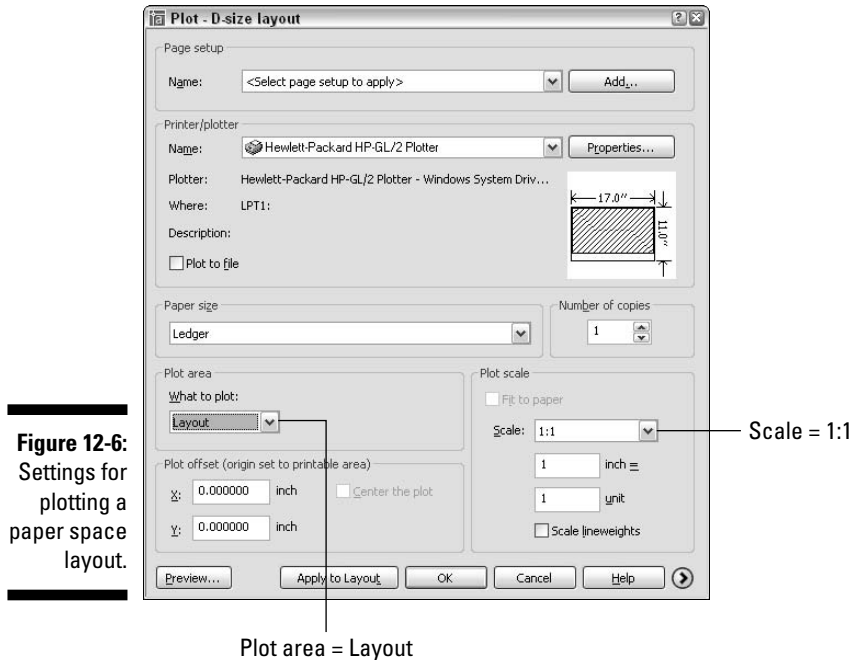 Plot - D-size layout
Page setup
Name: <Select page setup to apply> Add...
Printer/plotter
Name: Hewlett-Packard HP-GL/2 Plotter Properties...
Plotter: Hewlett-Packard HP-GL/2 Plotter - Windows System Driv...
Where: LPT1:
Description:
Plot to file
17.0"
11.0"
Paper size
Ledger
Number of copies
1
Plot area
What to plot:
Layout
Plot offset (origin set to printable area)
X: 0.000000 inch
Center the plot
Y: 0.000000 inch
Plot scale
Fit to paper
Scale: 1:1
1 inch =
1 unit
Scale lineweights
Preview... Apply to Layout OK Cancel Help
Scale = 1:1
Plot area = Layout
Figure 12-6:
Settings for
plotting a
paper space
layout.